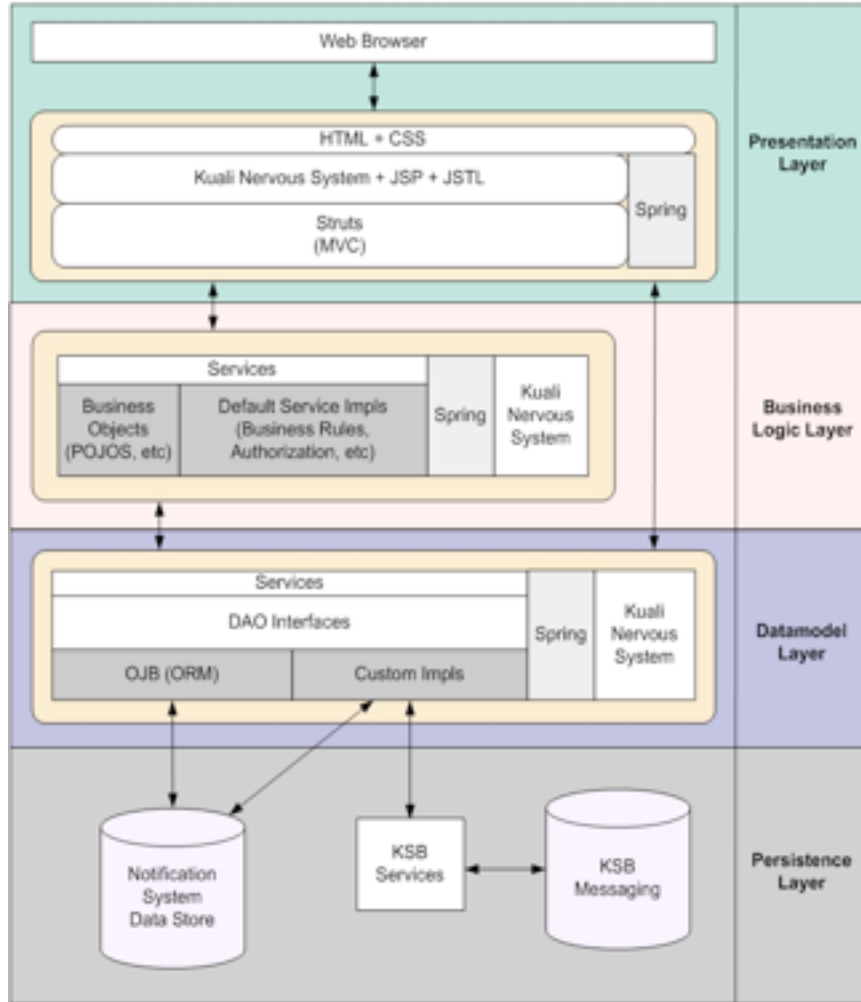 Web Browser
HTML + CSS
Kuali Nervous System + JSP + JSTL
Struts
(MVC)
Spring
Presentation
Layer
Services
Business
Objects
(POJOS, etc)
Default Service Impls
(Business Rules,
Authorization, etc)
Spring
Kuali
Nervous
System
Business
Logic Layer
Services
DAO Interfaces
OJB (ORM)
Custom Impls
Spring
Kuali
Nervous
System
Datamodel
Layer
Notification
System
Data Store
KSB
Services
KSB
Messaging
Persistence
Layer